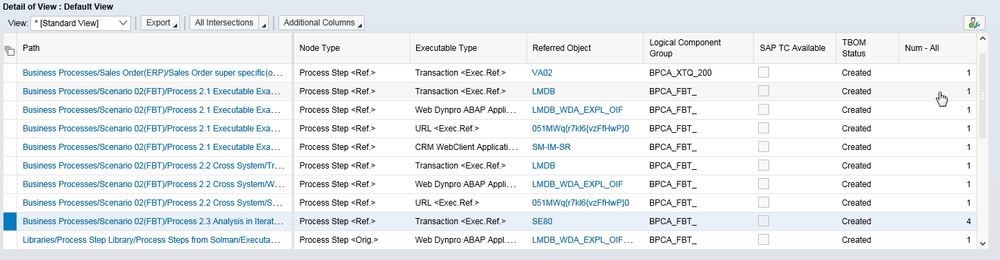 Detail of View : Default View
View: * [Standard View] Export All Intersections Additional Columns
Path Node Type Executable Type Referred Object Logical Component Group SAP TC Available TBOM Status Num - All
Business Processes/Sales Order(ERP)/Sales Order super specific(o... Process Step <Ref.> Transaction <Exec.Ref.> VA02 BPCA_XTQ_200 Created 1
Business Processes/Scenario 02(FBT)/Process 2.1 Executable Exa... Process Step <Ref.> Transaction <Exec.Ref.> LMDB BPCA_FBT_ Created 1
Business Processes/Scenario 02(FBT)/Process 2.1 Executable Exa... Process Step <Ref.> Web Dynpro ABAP Appli... LMDB_WDA_EXPL_OIF BPCA_FBT_ Created 1
Business Processes/Scenario 02(FBT)/Process 2.1 Executable Exa... Process Step <Ref.> URL <Exec.Ref.> 051MWq{r7kl6{vzFfHwP}0 BPCA_FBT_ Created 1
Business Processes/Scenario 02(FBT)/Process 2.1 Executable Exa... Process Step <Ref.> CRM WebClient Applicati... SM-IM-SR BPCA_FBT_ Created 1
Business Processes/Scenario 02(FBT)/Process 2.2 Cross System/Tr... Process Step <Ref.> Transaction <Exec.Ref.> LMDB BPCA_FBT_ Created 1
Business Processes/Scenario 02(FBT)/Process 2.2 Cross System/W... Process Step <Ref.> Web Dynpro ABAP Appli... LMDB_WDA_EXPL_OIF BPCA_FBT_ Created 1
Business Processes/Scenario 02(FBT)/Process 2.2 Cross System/S... Process Step <Ref.> URL <Exec.Ref.> 051MWq{r7kl6{vzFfHwP}0 BPCA_FBT_ Created 1
Business Processes/Scenario 02(FBT)/Process 2.3 Analysis in Iterat... Process Step <Ref.> Transaction <Exec.Ref.> SE80 BPCA_FBT_ Created 4
Libraries/Process Step Library/Process Steps from Solman/Executa... Process Step <Orig.> Web Dynpro ABAP Appl.... LMDB_WDA_EXPL_OIF... BPCA_FBT_ Created 1